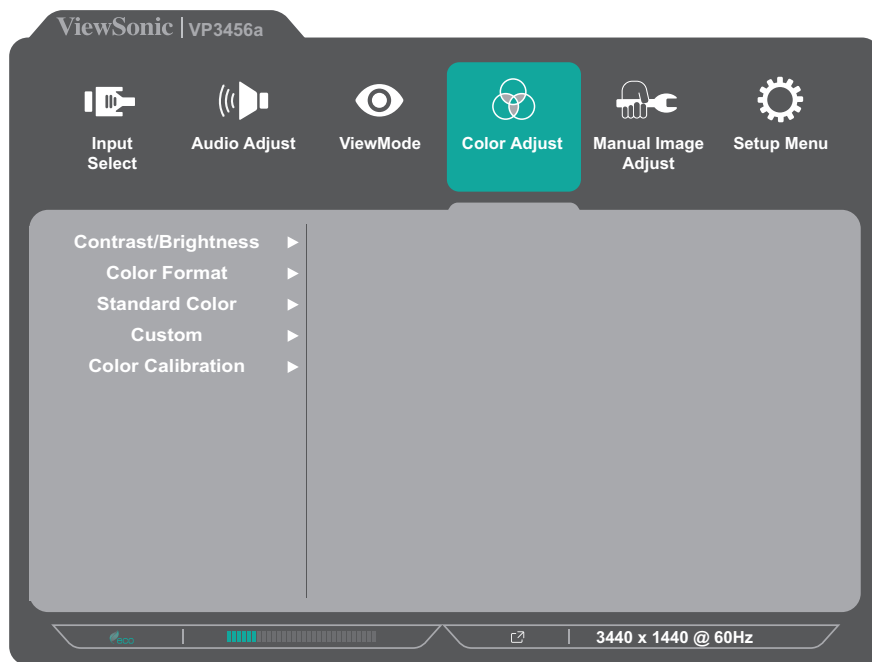 ViewSonic | VP3456a
Input
Select
Audio Adjust
ViewMode
Color Adjust
Manual Image
Adjust
Setup Menu
Contrast/Brightness
Color Format
Standard Color
Custom
Color Calibration
eco
3440 x 1440 @ 60Hz